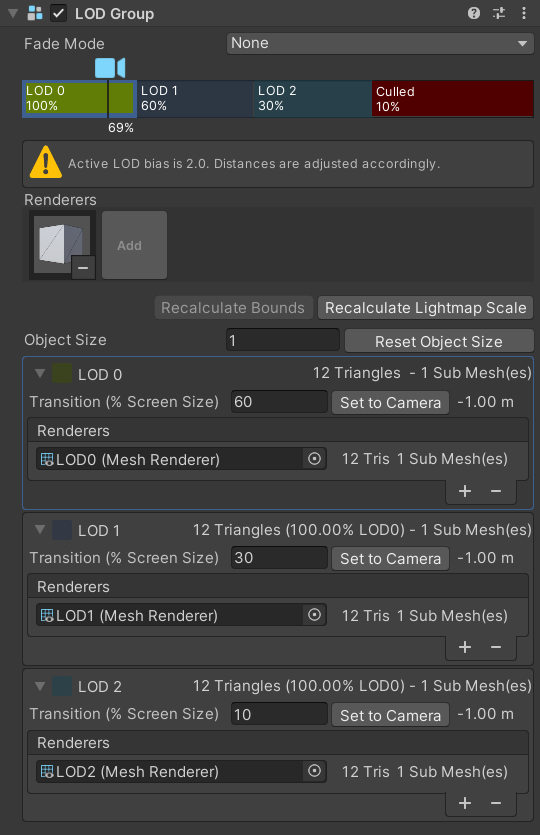 LOD Group
Fade Mode None
LOD 0 LOD 1 LOD 2 Culled
100% 60% 30% 10%
69%
Active LOD bias is 2.0. Distances are adjusted accordingly.
Renderers
Add
Recalculate Bounds Recalculate Lightmap Scale
Object Size 1 Reset Object Size
LOD 0 12 Triangles - 1 Sub Mesh(es)
Transition (% Screen Size) 60 Set to Camera -1.00 m
Renderers
LOD0 (Mesh Renderer) 12 Tris 1 Sub Mesh(es)
LOD 1 12 Triangles (100.00% LOD0) - 1 Sub Mesh(es)
Transition (% Screen Size) 30 Set to Camera -1.00 m
Renderers
LOD1 (Mesh Renderer) 12 Tris 1 Sub Mesh(es)
LOD 2 12 Triangles (100.00% LOD0) - 1 Sub Mesh(es)
Transition (% Screen Size) 10 Set to Camera -1.00 m
Renderers
LOD2 (Mesh Renderer) 12 Tris 1 Sub Mesh(es)